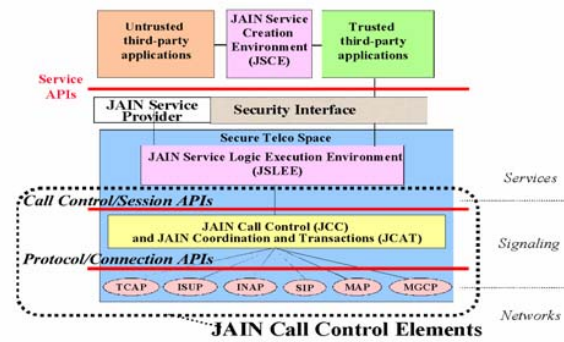 Untrusted
third-party
applications
JAIN Service
Creation
Environment
(JSCE)
Trusted
third-party
applications
Service
APIs
JAIN Service
Provider
Security Interface
Secure Telco Space
JAIN Service Logic Execution Environment
(JSLEE)
Services
Call Control/Session APIs
JAIN Call Control (JCC)
and JAIN Coordination and Transactions (JCAT)
Signaling
Protocol/Connection APIs
TCAP
ISUP
INAP
SIP
MAP
MGCP
Networks
JAIN Call Control Elements